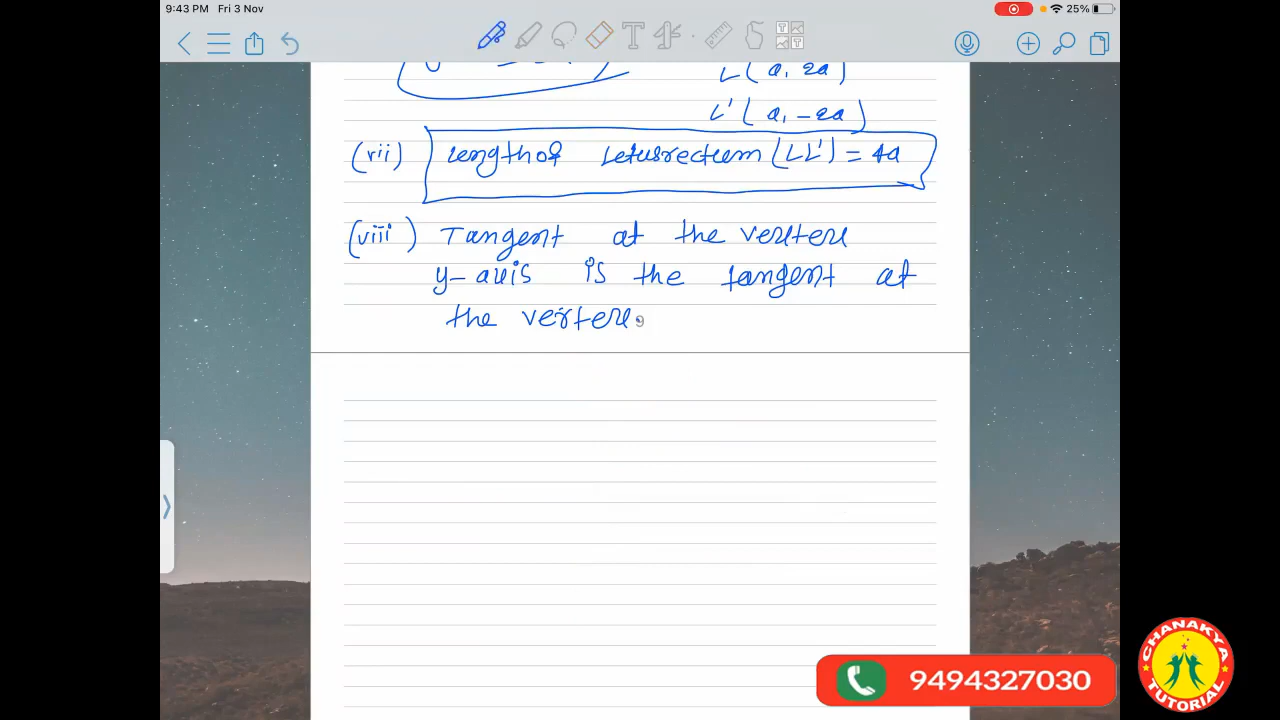 9:43 PM Fri 3 Nov
25%
L(a, 2a)
L'(a, -2a)
(vii) length of Letusrectum (LL') = 4a
(viii) Tangent at the vertex
y-axis is the tangent at
the vertex.
CHANAKYA
TUTORIAL
9494327030